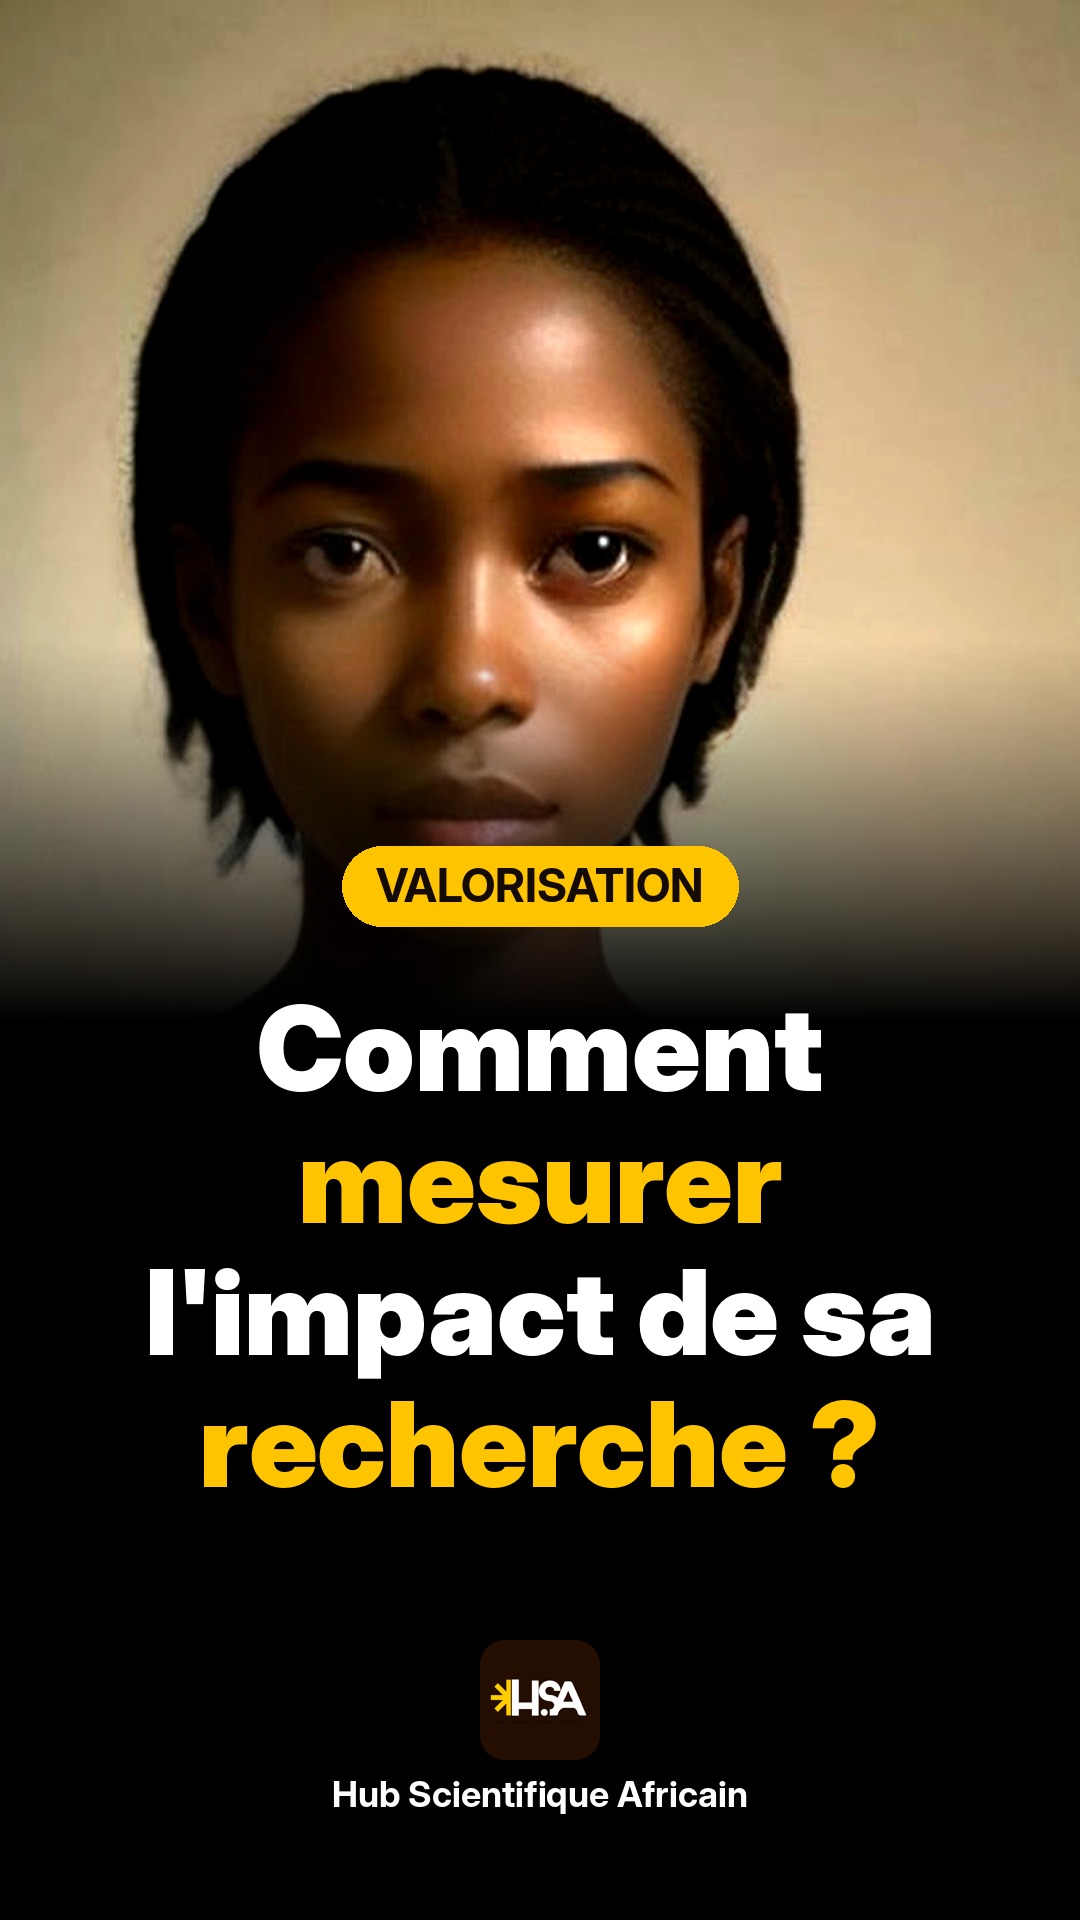 VALORISATION
Comment
mesurer
l'impact de sa
recherche ?
HSA
Hub Scientifique Africain